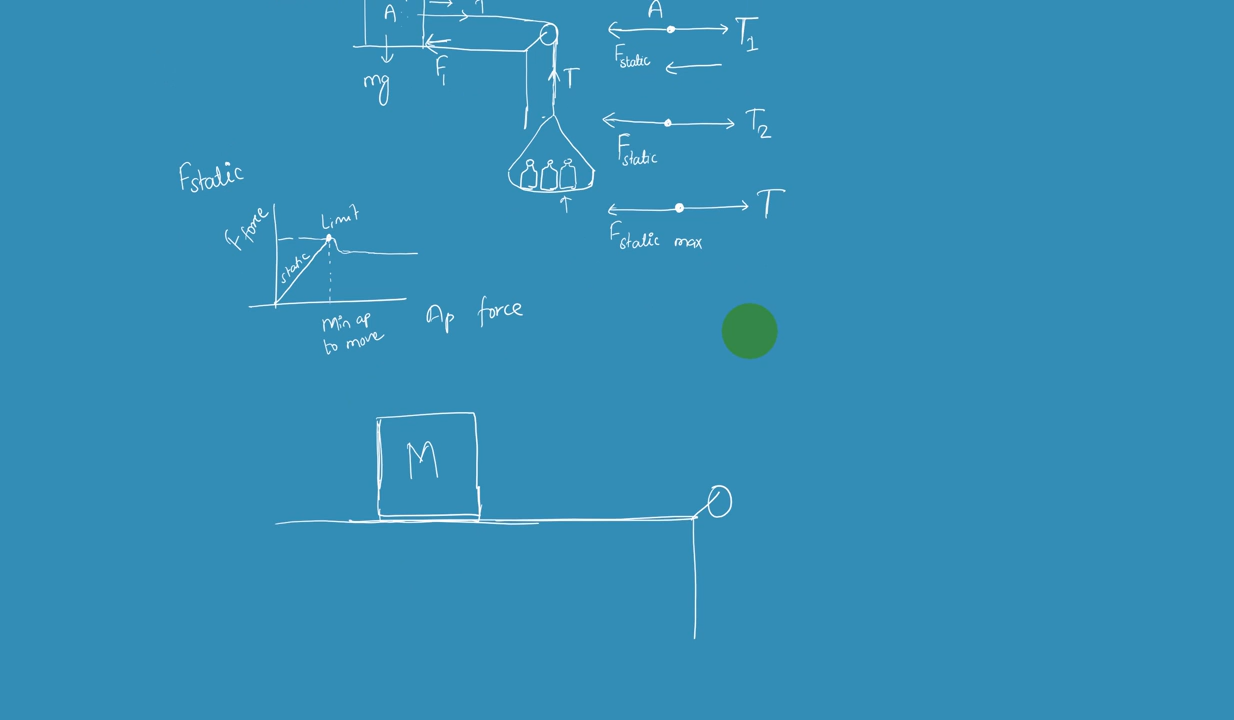 A
T
A
T1
Fstatic
mg
F1
T
T2
Fstatic
Fstatic
T
Fstatic max
F force
Limit
static
Min ap
to move
Ap force
M